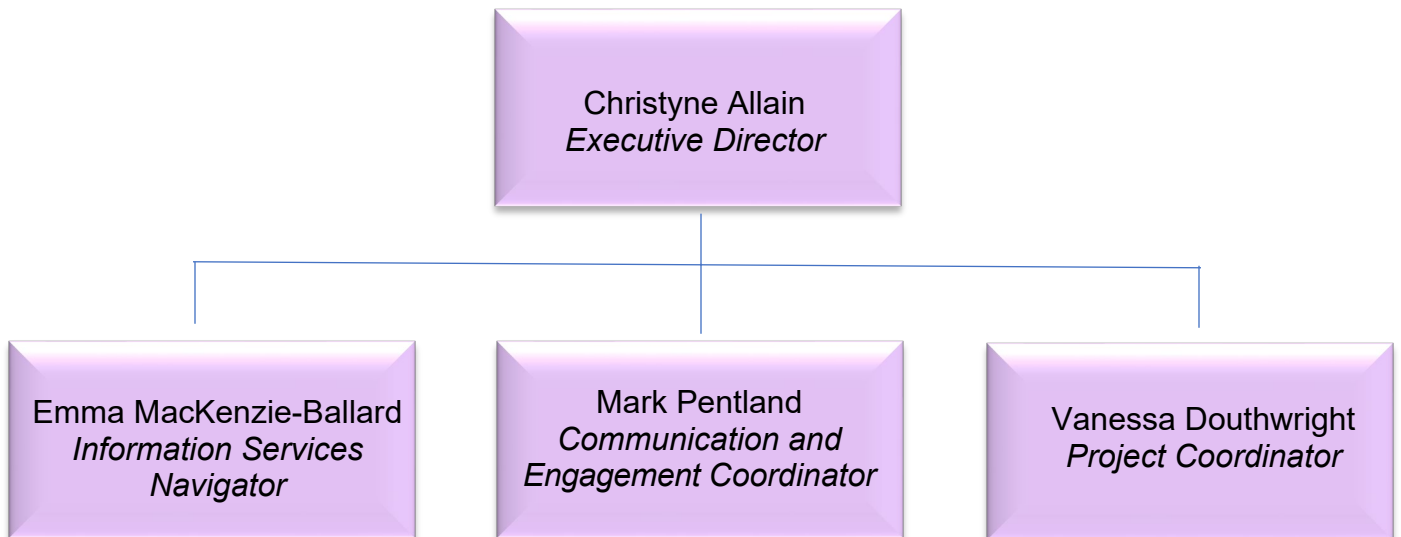 Christyne Allain
Executive Director
Emma MacKenzie-Ballard
Information Services
Navigator
Mark Pentland
Communication and
Engagement Coordinator
Vanessa Douthwright
Project Coordinator